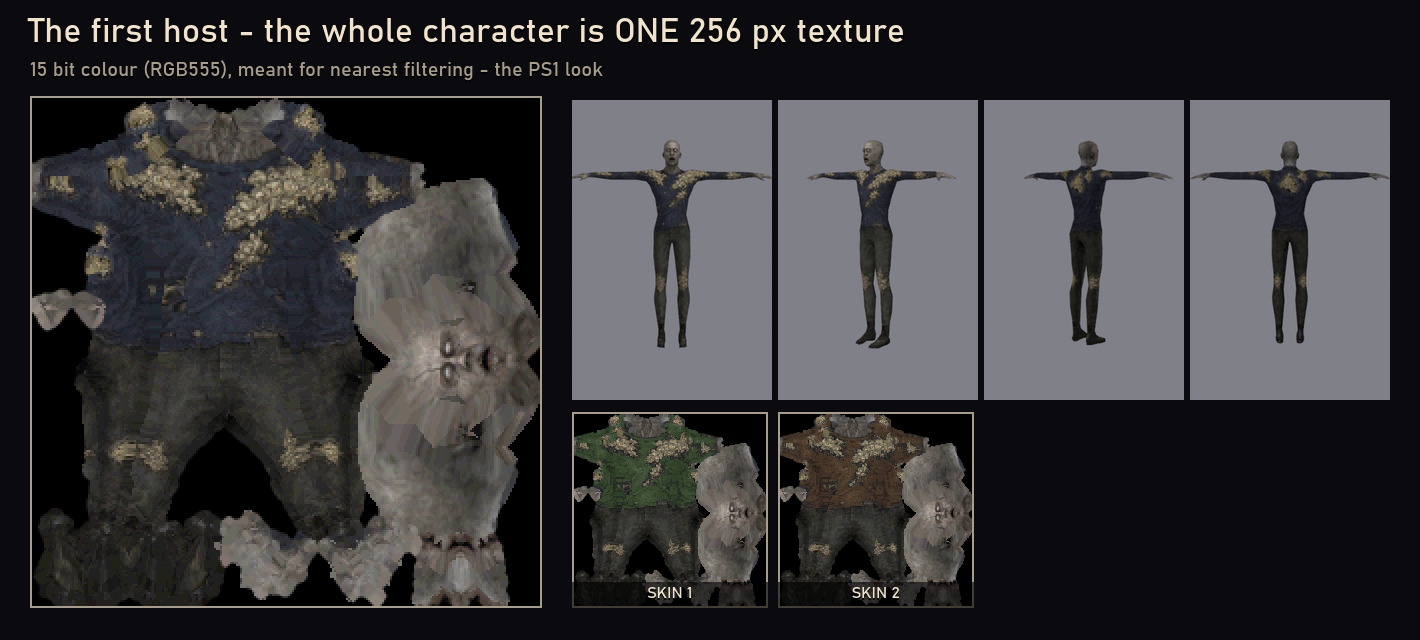 The first host - the whole character is ONE 256 px texture
15 bit colour (RGB555), meant for nearest filtering - the PS1 look
SKIN 1
SKIN 2